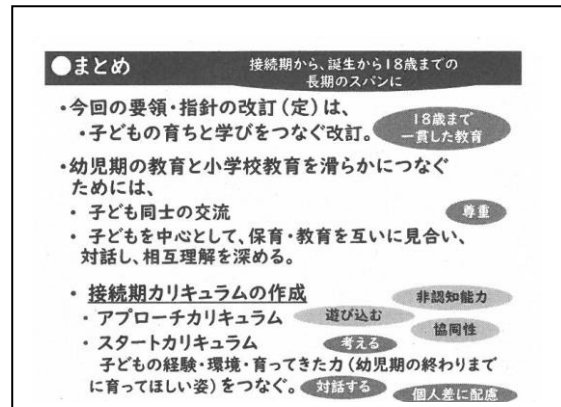 ●まとめ
接続期から、誕生から18歳までの
長期のスパンに
・今回の要領・指針の改訂(定)は、
・子どもの育ちと学びをつなぐ改訂。
18歳まで
一貫した教育
・幼児期の教育と小学校教育を滑らかにつなぐ
ためには、
・ 子ども同士の交流
尊重
・ 子どもを中心として、保育・教育を互いに見合い、
対話し、相互理解を深める。
・ 接続期カリキュラムの作成
非認知能力
・ アプローチカリキュラム
遊び込む
協同性
・ スタートカリキュラム
考える
子どもの経験・環境・育ってきた力(幼児期の終わりまで
に育ってほしい姿)をつなぐ。
対話する
個人差に配慮